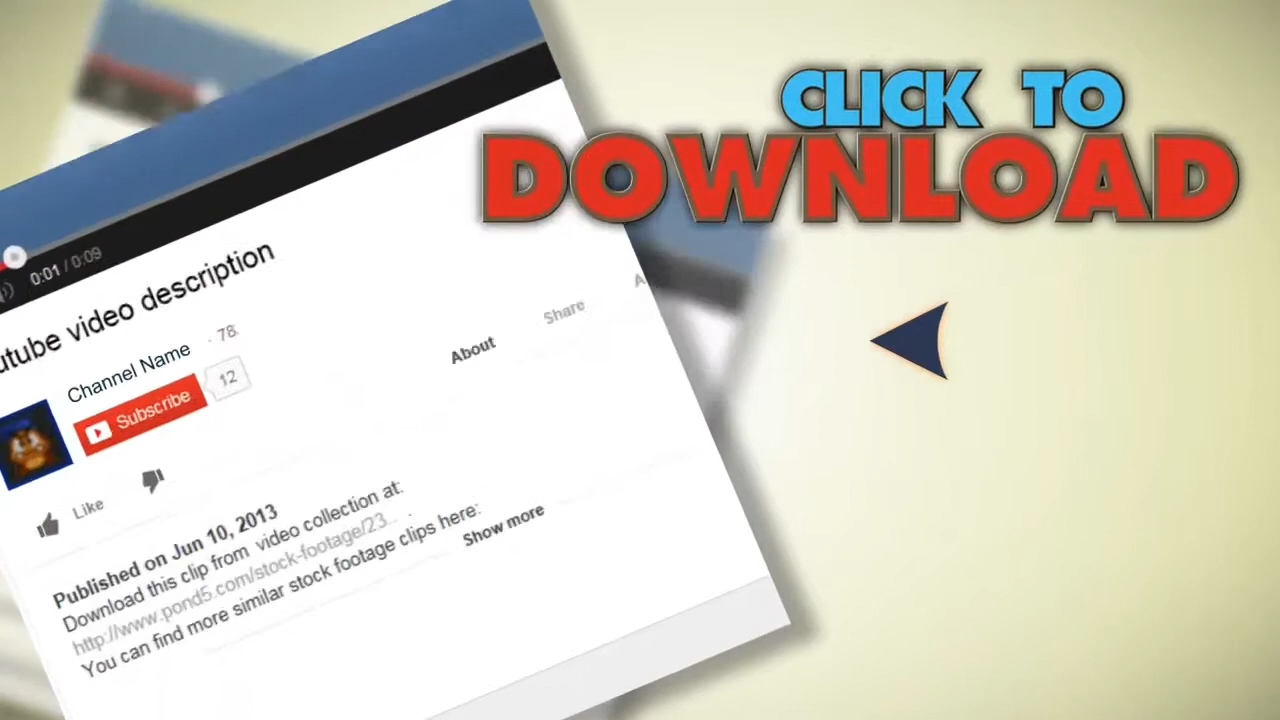 CLICK TO
DOWNLOAD
0:01 / 0:09
utube video description
Channel Name · 78
Subscribe 12
About
Share
A
Like
Published on Jun 10, 2013
Download this clip from video collection at:
http://www.pond5.com/stock-footage/23...
You can find more similar stock footage clips here:
Show more